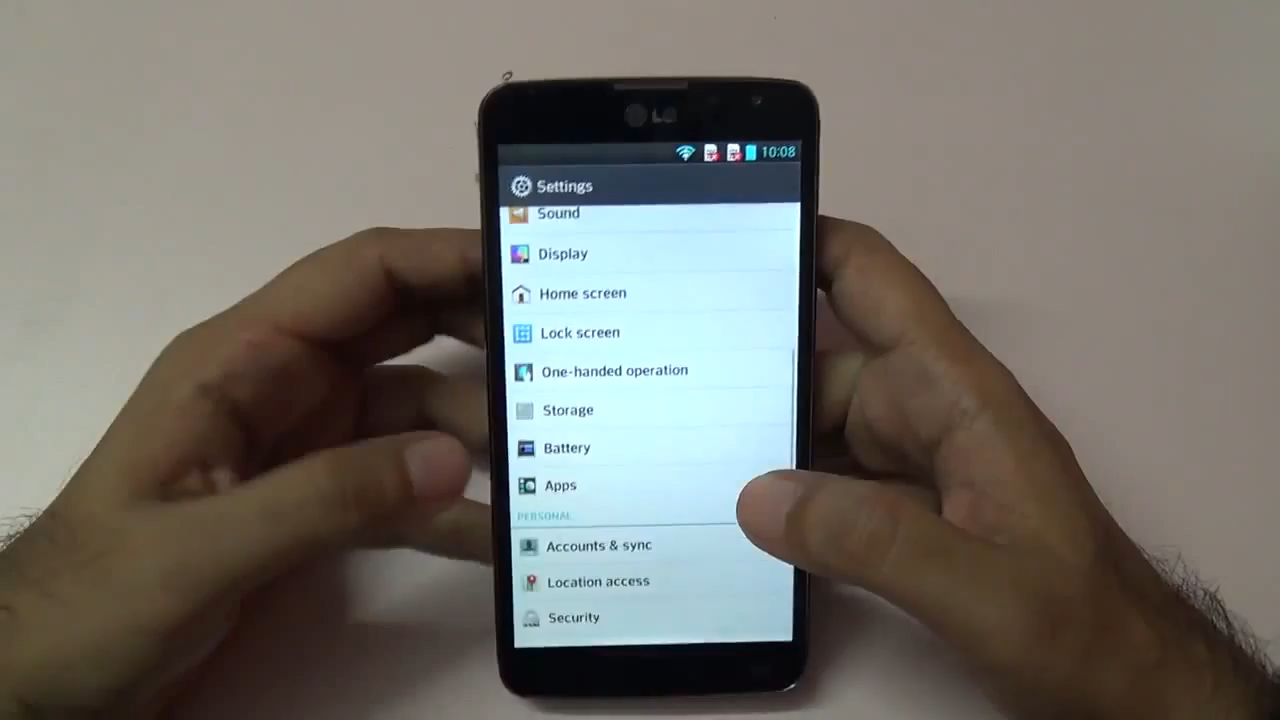 LG
10:08
Settings
Sound
Display
Home screen
Lock screen
One-handed operation
Storage
Battery
Apps
PERSONAL
Accounts & sync
Location access
Security